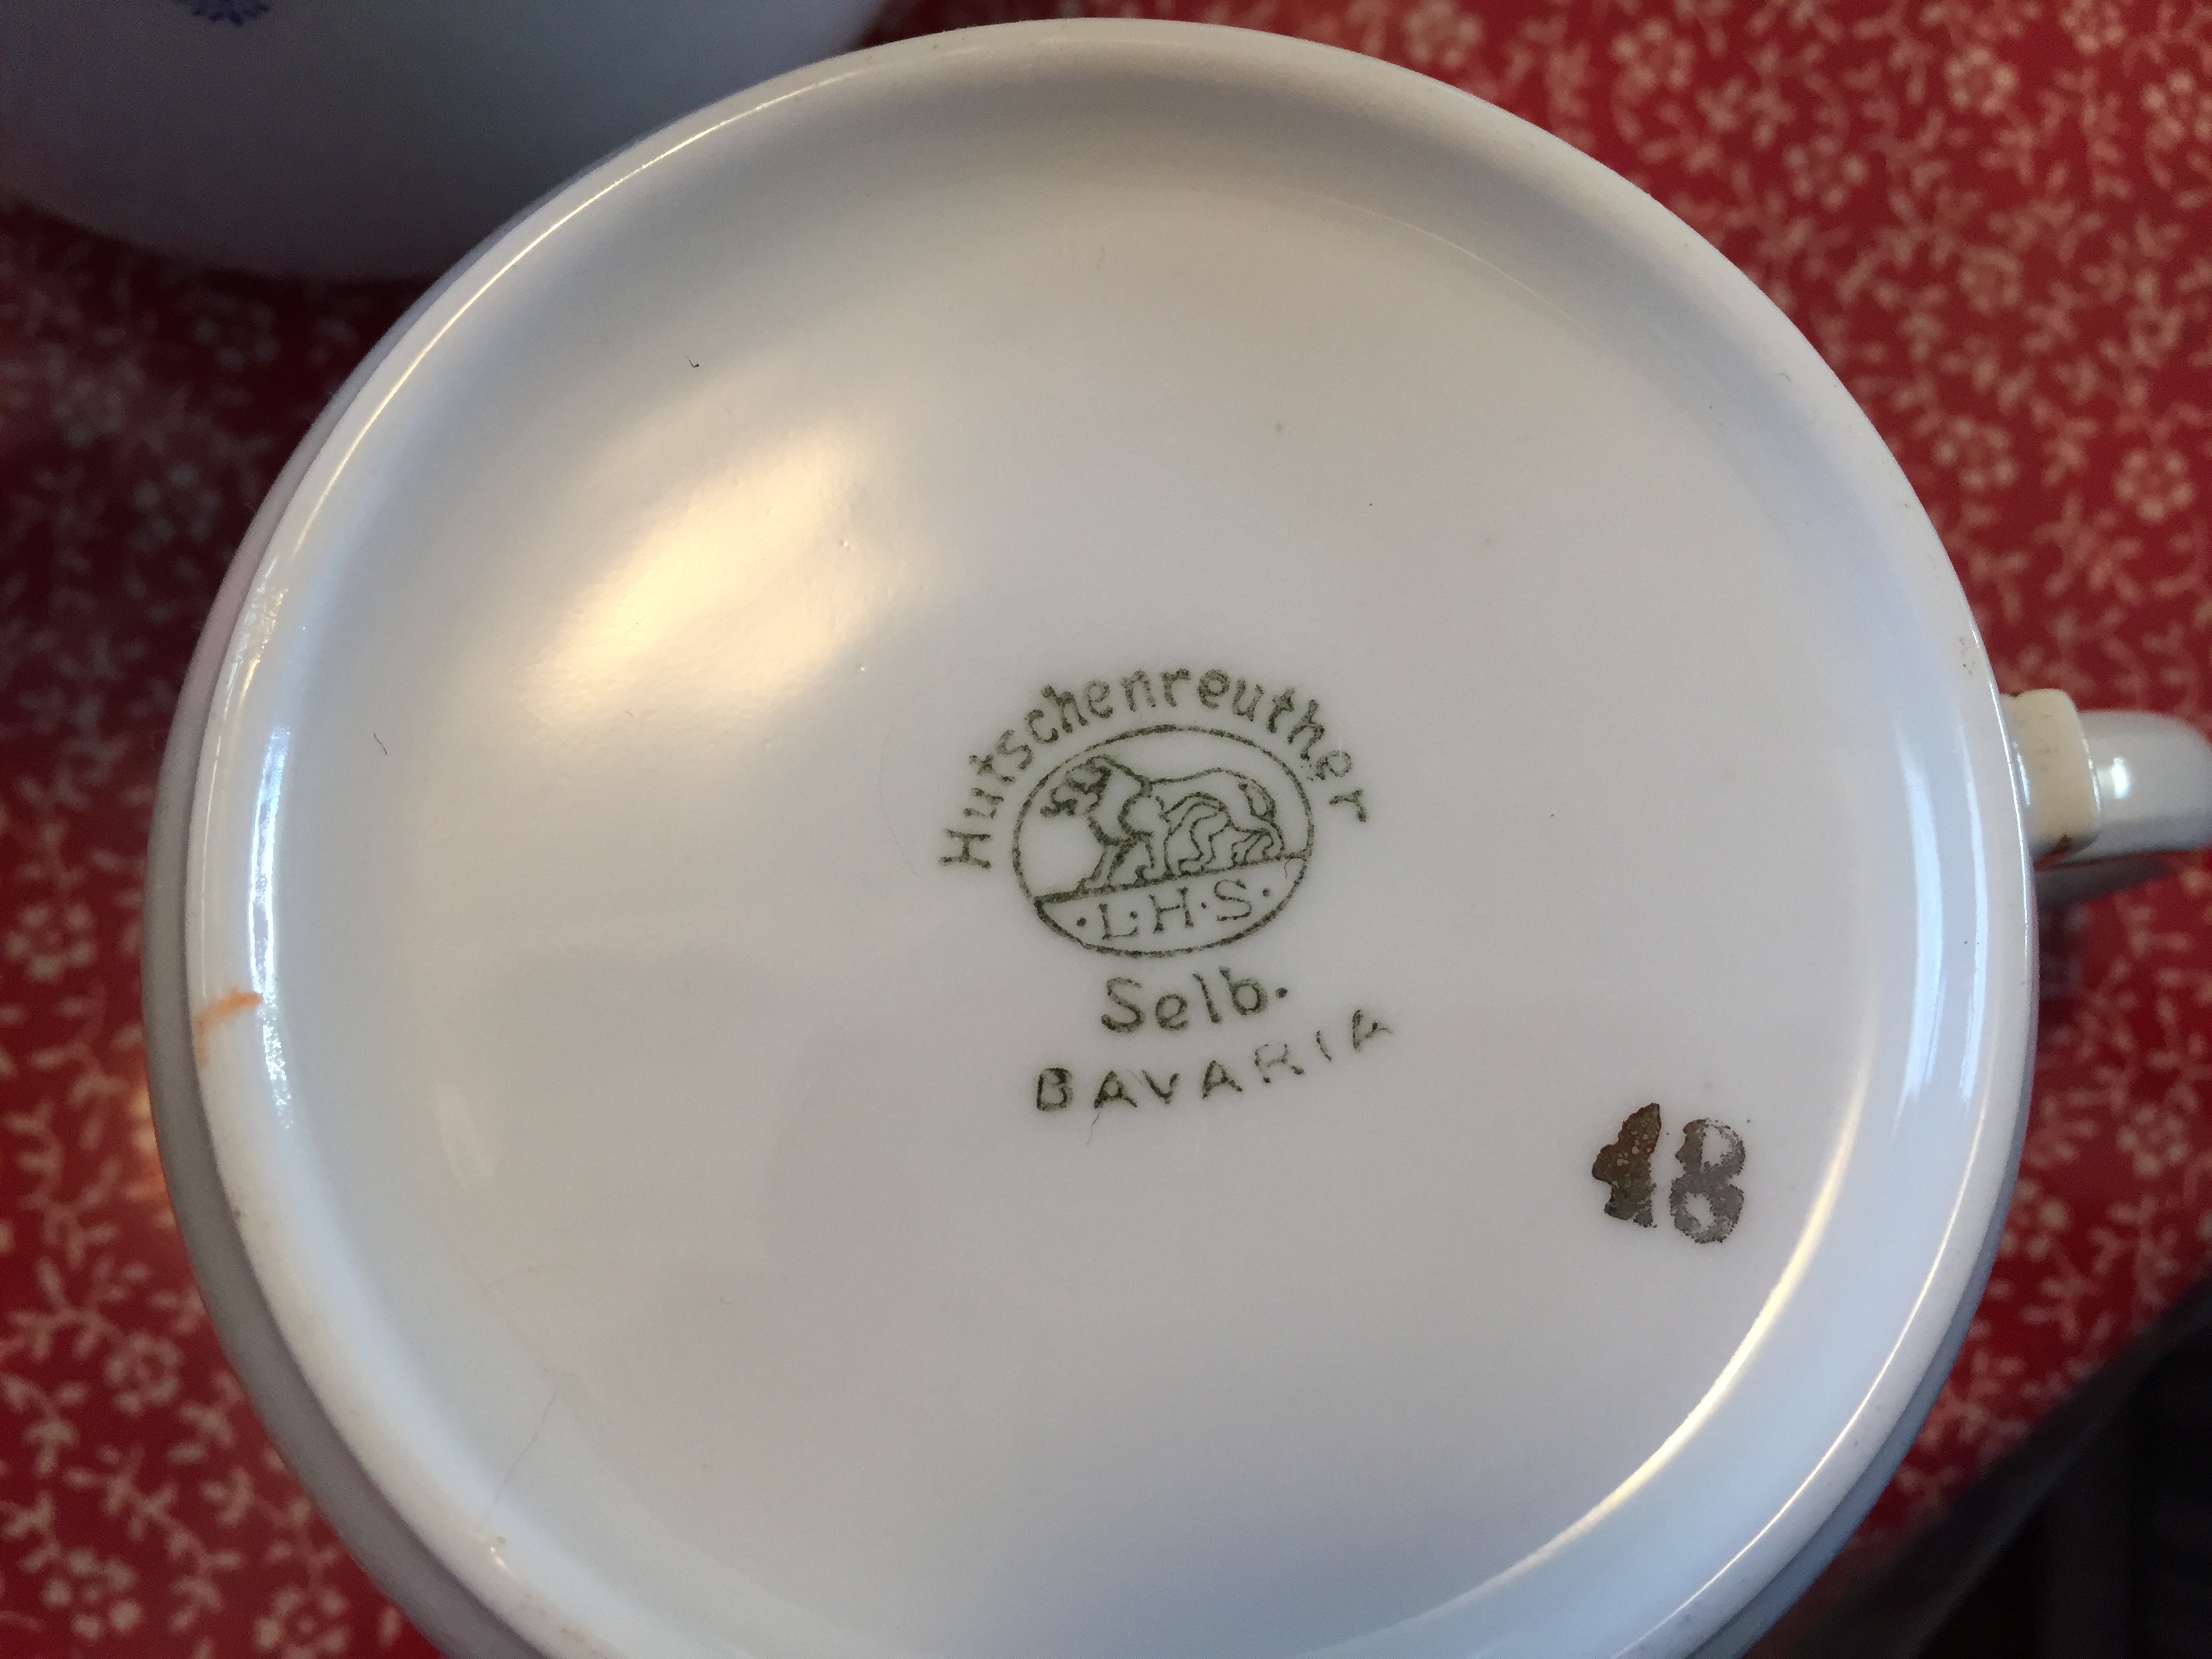 Hutschenreuther
·L·H·S·
Selb.
BAVARIA
18